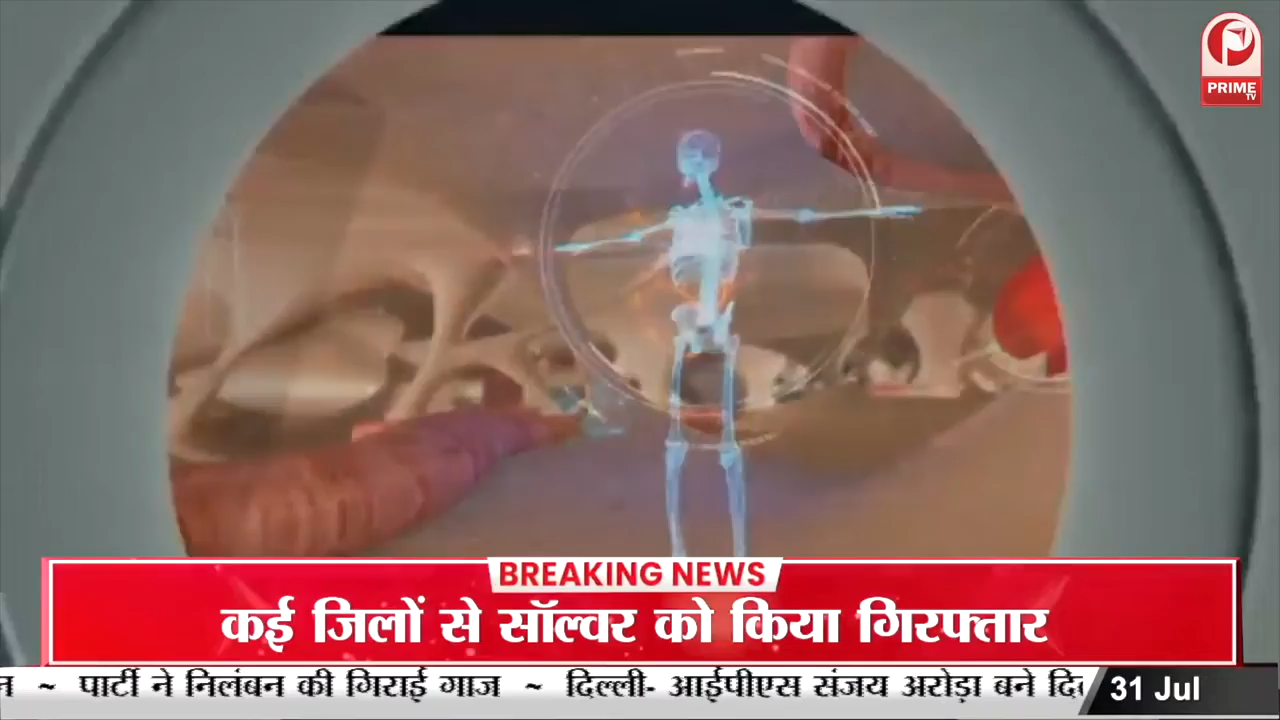 PRIME
TV
BREAKING NEWS
कई जिलों से सॉल्वर को किया गिरफ्तार
~ पार्टी ने निलंबन की गिराई गाज ~ दिल्ली- आईपीएस संजय अरोड़ा बने
31 Jul